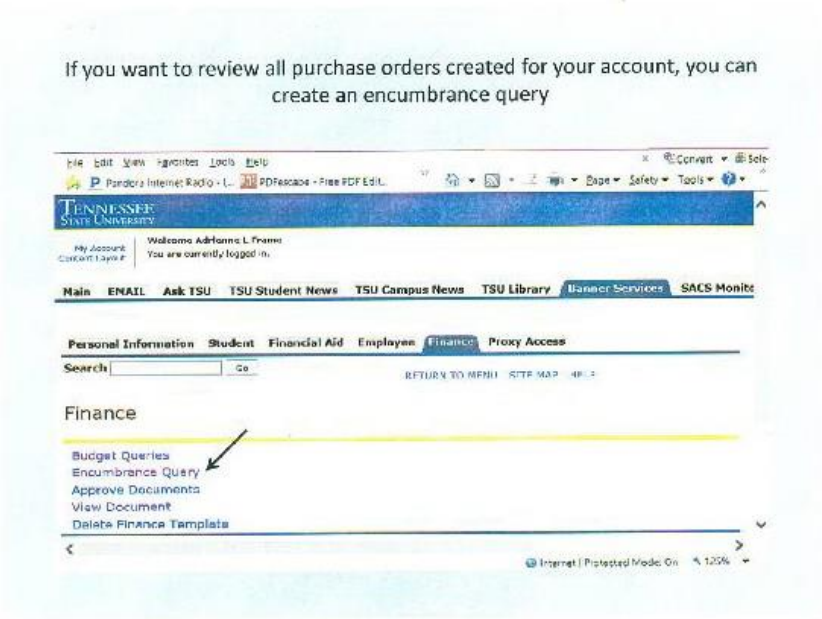 If you want to review all purchase orders created for your account, you can
create an encumbrance query
File Edit View Favorites Tools Help x Convert Sele
P Pandora Internet Radio - L... PDFescape - Free PDF Edit... » Page Safety Tools »
TENNESSEE
STATE UNIVERSITY
My Account
Content Layout
Welcome Adrianne L Frame
You are currently logged in.
Main EMAIL Ask TSU TSU Student News TSU Campus News TSU Library Banner Services SACS Monito
Personal Information Student Financial Aid Employee Finance Proxy Access
Search Go
RETURN TO MENU SITE MAP HELP
Finance
Budget Queries
Encumbrance Query
Approve Documents
View Document
Delete Finance Template
Internet | Protected Mode: On 125%